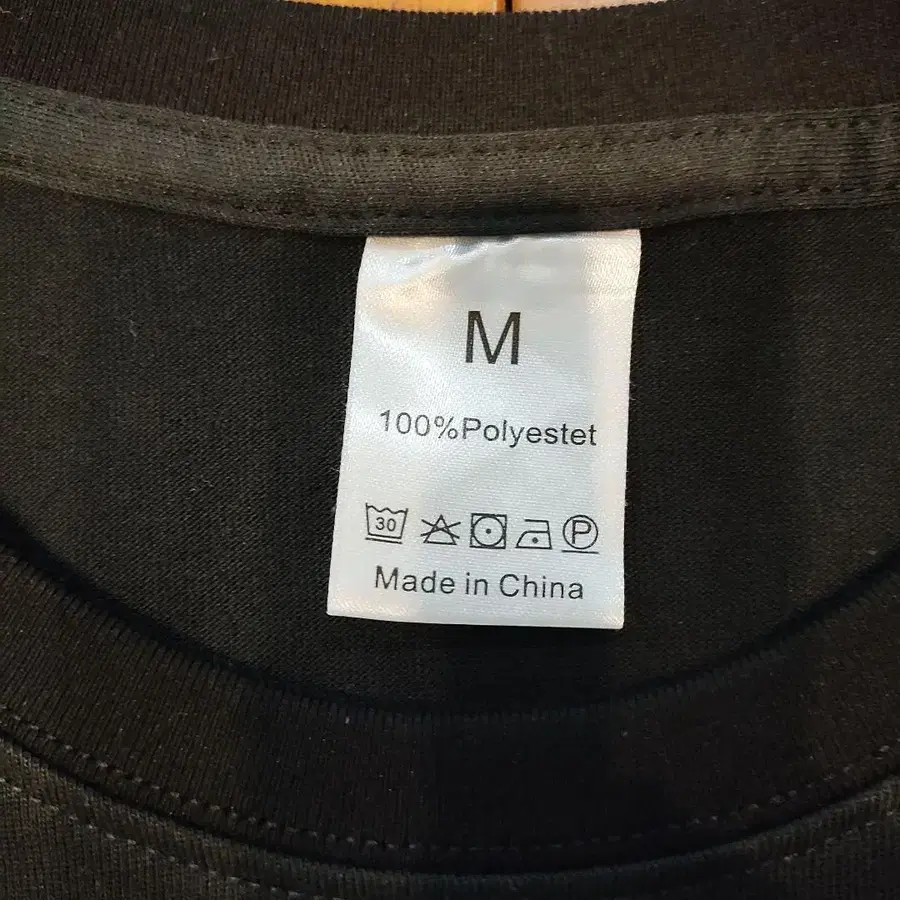 M
100%Polyestet
30 P
Made in China